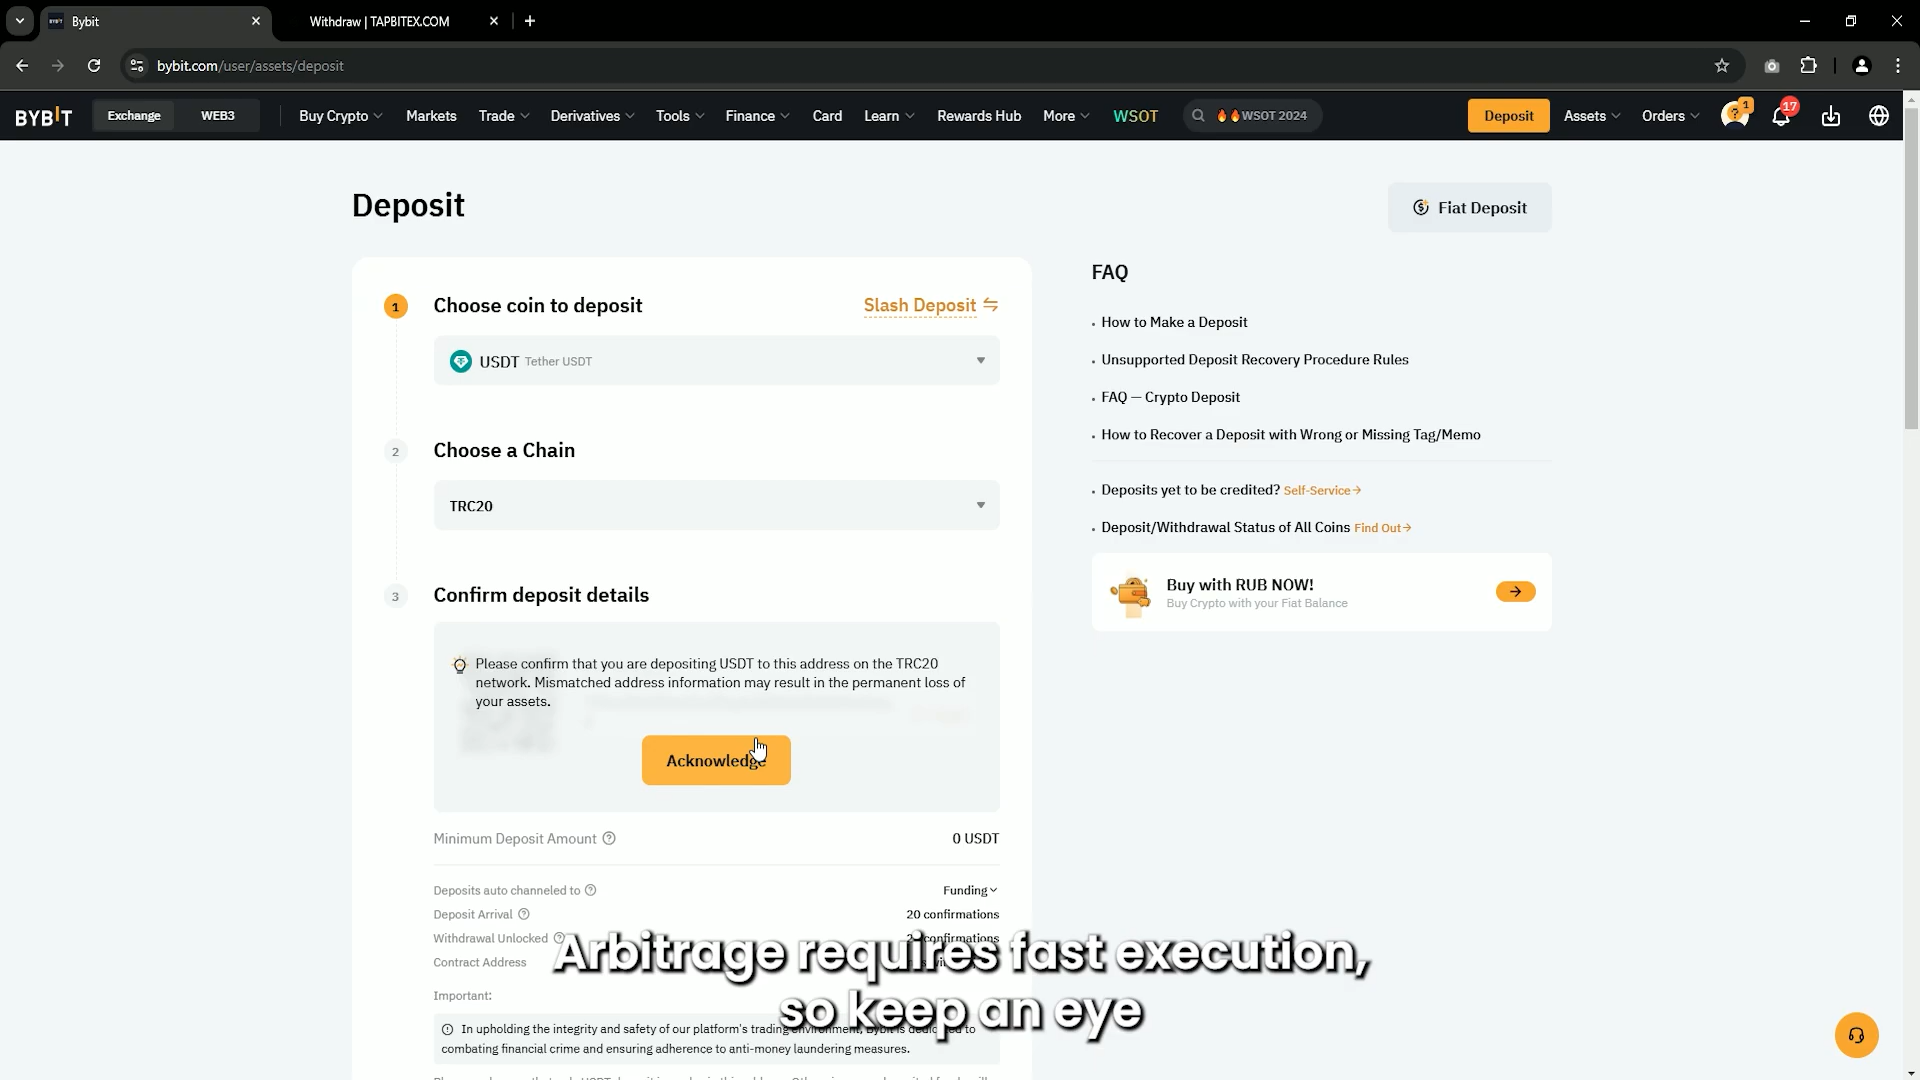 Bybit
Withdraw | TAPBITEX.COM
bybit.com/user/assets/deposit
BYBIT
Exchange
WEB3
Buy Crypto
Markets
Trade
Derivatives
Tools
Finance
Card
Learn
Rewards Hub
More
WSOT
🔥🔥WSOT 2024
Deposit
Assets
Orders
1
17
Deposit
Fiat Deposit
1
Choose coin to deposit
Slash Deposit
USDT Tether USDT
2
Choose a Chain
TRC20
3
Confirm deposit details
Please confirm that you are depositing USDT to this address on the TRC20
network. Mismatched address information may result in the permanent loss of
your assets.
Acknowledge
Minimum Deposit Amount
0 USDT
Deposits auto channeled to
Funding
Deposit Arrival
20 confirmations
Withdrawal Unlocked
confirmations
Contract Address
Important:
In upholding the integrity and safety of our platform's trading environment, Bybit is dedicated to
combating financial crime and ensuring adherence to anti-money laundering measures.
FAQ
How to Make a Deposit
Unsupported Deposit Recovery Procedure Rules
FAQ — Crypto Deposit
How to Recover a Deposit with Wrong or Missing Tag/Memo
Deposits yet to be credited? Self-Service
Deposit/Withdrawal Status of All Coins Find Out
Buy with RUB NOW!
Buy Crypto with your Fiat Balance
Arbitrage requires fast execution,
so keep an eye